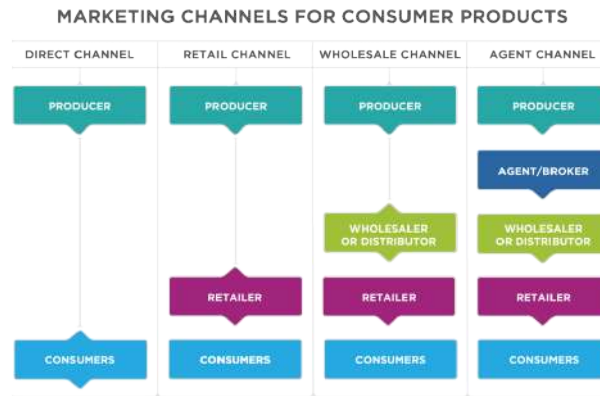 MARKETING CHANNELS FOR CONSUMER PRODUCTS
DIRECT CHANNEL
RETAIL CHANNEL
WHOLESALE CHANNEL
AGENT CHANNEL
PRODUCER
PRODUCER
PRODUCER
PRODUCER
AGENT/BROKER
WHOLESALER
OR DISTRIBUTOR
WHOLESALER
OR DISTRIBUTOR
RETAILER
RETAILER
RETAILER
CONSUMERS
CONSUMERS
CONSUMERS
CONSUMERS